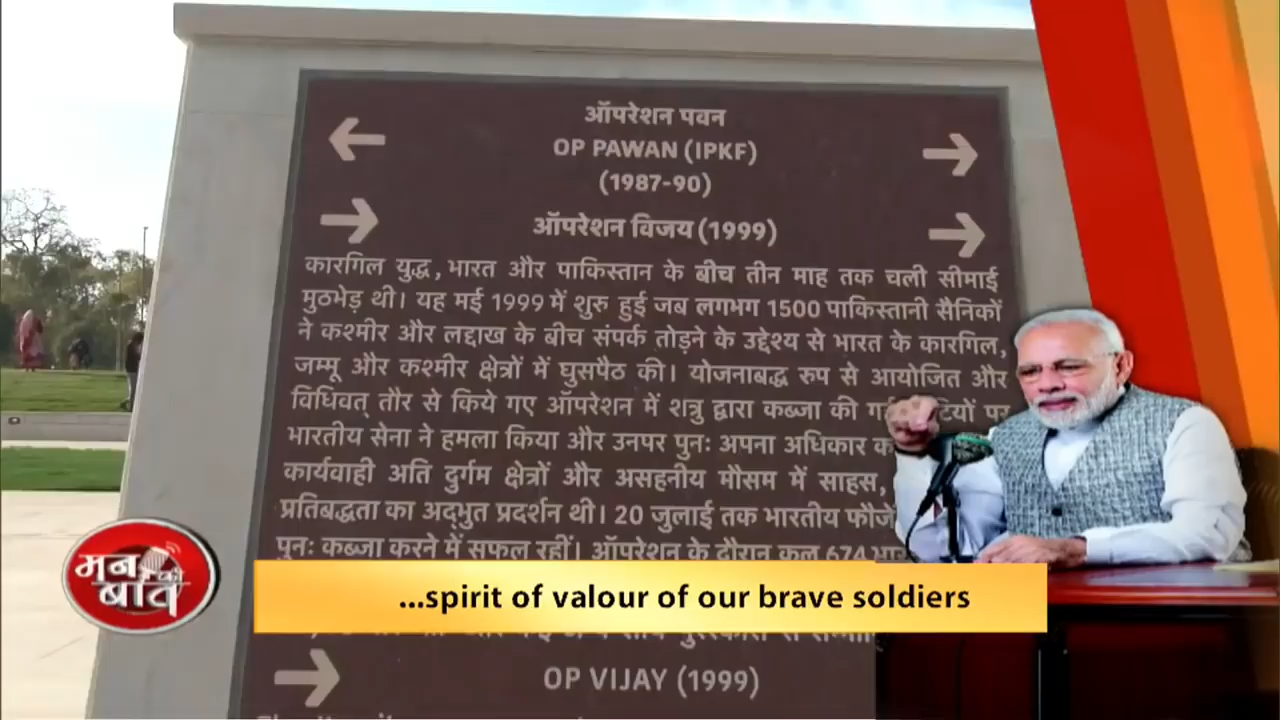 ऑपरेशन पवन
OP PAWAN (IPKF)
(1987-90)
ऑपरेशन विजय (1999)
कारगिल युद्ध, भारत और पाकिस्तान के बीच तीन माह तक चली सीमाई
मुठभेड़ थी। यह मई 1999 में शुरु हुई जब लगभग 1500 पाकिस्तानी सैनिकों
ने कश्मीर और लद्दाख के बीच संपर्क तोड़ने के उद्देश्य से भारत के कारगिल,
जम्मू और कश्मीर क्षेत्रों में घुसपैठ की। योजनाबद्ध रुप से आयोजित और
विधिवत् तौर से किये गए ऑपरेशन में शत्रु द्वारा कब्जा की पर
भारतीय सेना ने हमला किया और उनपर पुनः अपना अधिकार
कार्यवाही अति दुर्गम क्षेत्रों और असहनीय मौसम में साहस,
प्रतिबद्धता का अद्भुत प्रदर्शन थी। 20 जुलाई तक भारतीय फौजें
पुनः कब्जा करने में सफल रहीं। ऑपरेशन के दौरान कुल 674
मन की बात
...spirit of valour of our brave soldiers
OP VIJAY (1999)